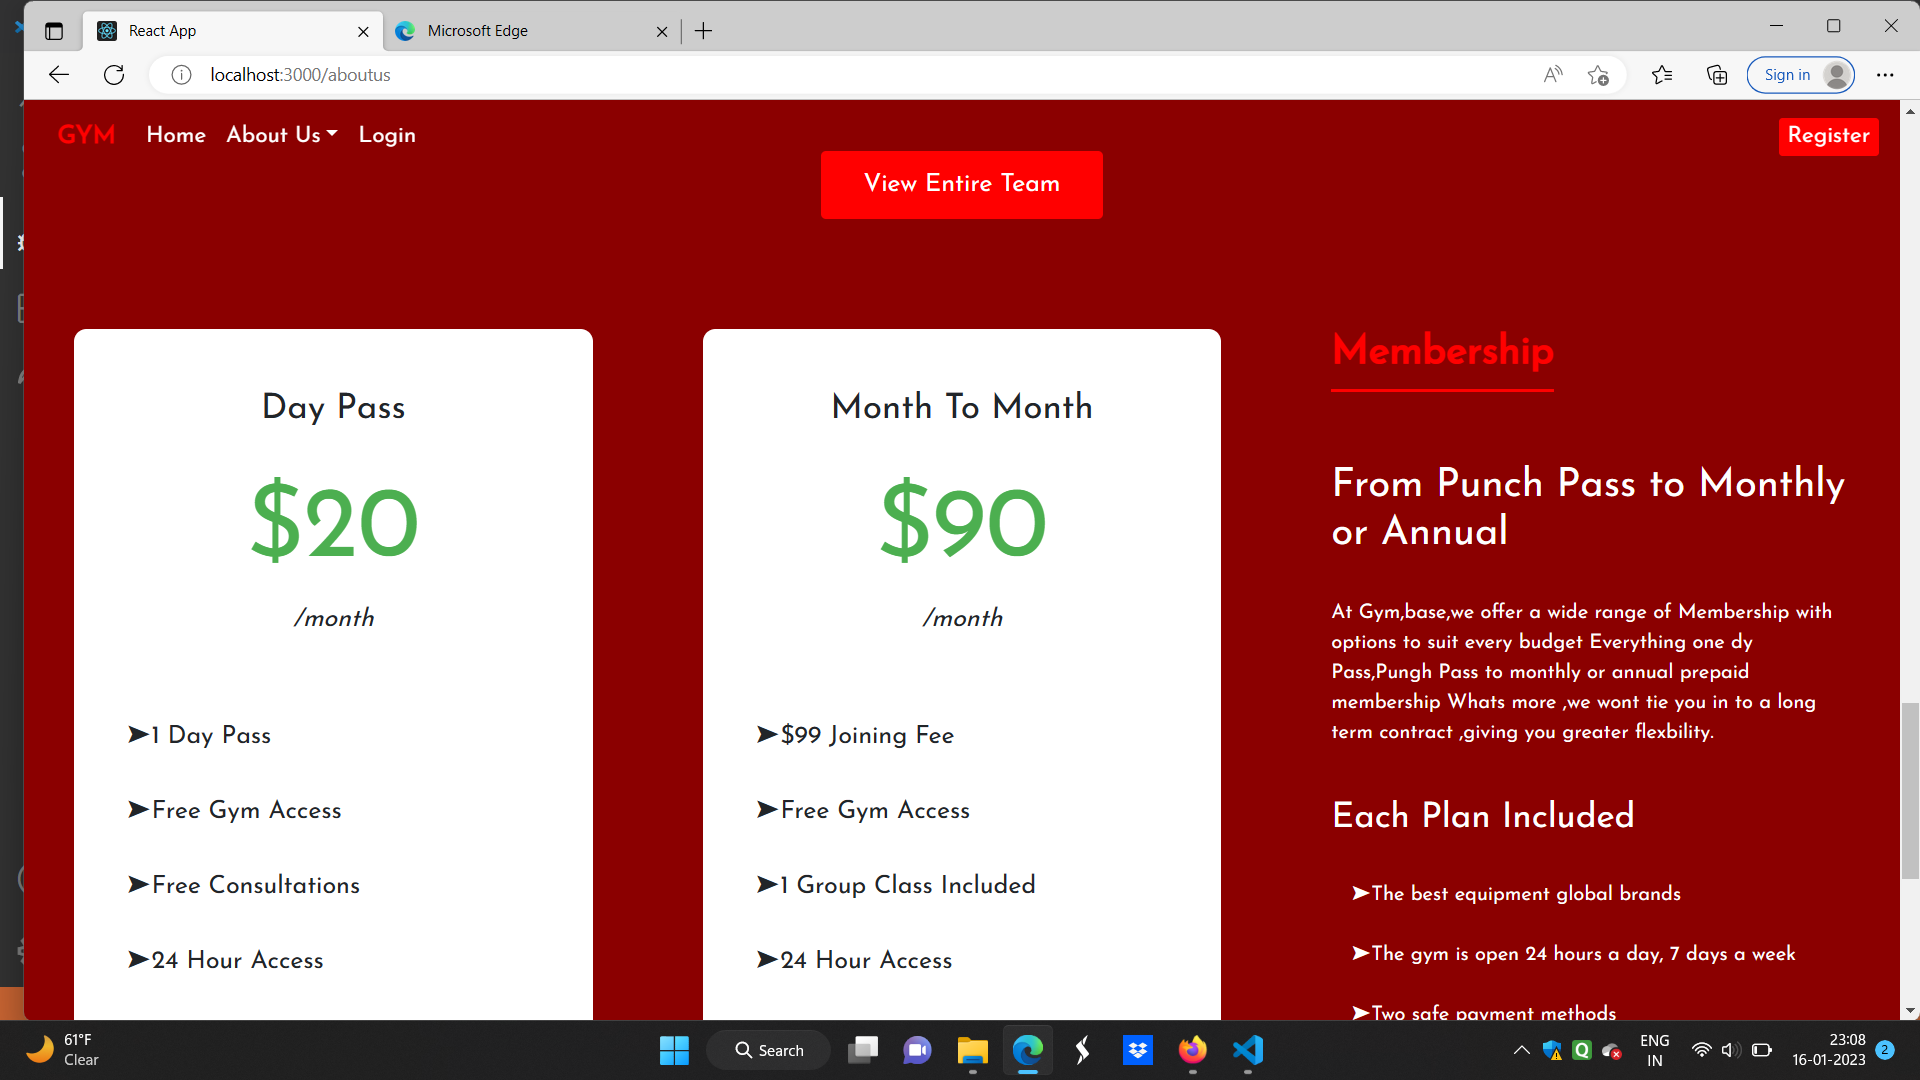 React App
Microsoft Edge
localhost:3000/aboutus
Sign in
GYM Home About Us Login Register
View Entire Team
Day Pass
$20
/month
➤1 Day Pass
➤Free Gym Access
➤Free Consultations
➤24 Hour Access
Month To Month
$90
/month
➤$99 Joining Fee
➤Free Gym Access
➤1 Group Class Included
➤24 Hour Access
Membership
From Punch Pass to Monthly
or Annual
At Gym,base,we offer a wide range of Membership with
options to suit every budget Everything one dy
Pass,Pungh Pass to monthly or annual prepaid
membership Whats more ,we wont tie you in to a long
term contract ,giving you greater flexbility.
Each Plan Included
➤The best equipment global brands
➤The gym is open 24 hours a day, 7 days a week
➤Two safe payment methods
61°F
Clear
Search
ENG
IN
23:08
16-01-2023
2